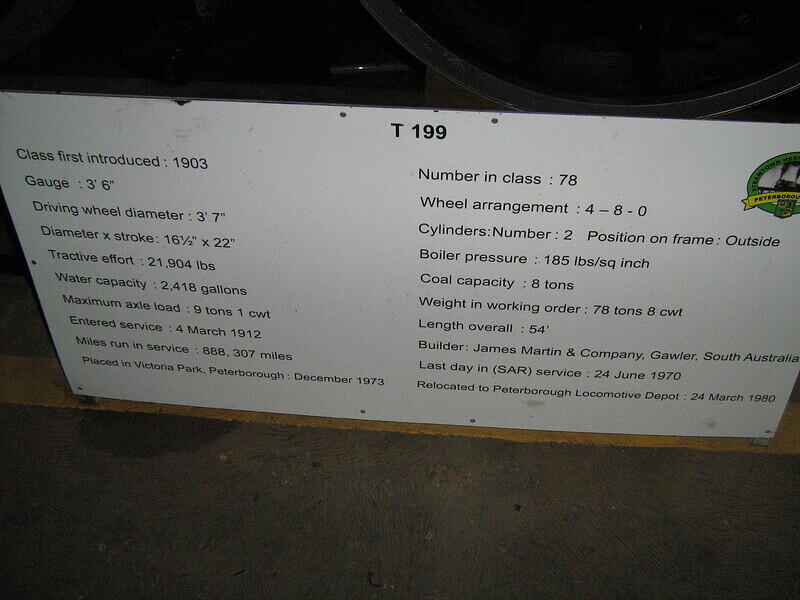 T 199
Class first introduced : 1903
Gauge : 3' 6"
Driving wheel diameter : 3' 7"
Diameter x stroke: 16½" x 22"
Tractive effort : 21,904 lbs
Water capacity : 2,418 gallons
Maximum axle load : 9 tons 1 cwt
Entered service : 4 March 1912
Miles run in service : 888, 307 miles
Placed in Victoria Park, Peterborough : December 1973
Number in class : 78
Wheel arrangement : 4 – 8 - 0
Cylinders: Number : 2 Position on frame : Outside
Boiler pressure : 185 lbs/sq inch
Coal capacity : 8 tons
Weight in working order : 78 tons 8 cwt
Length overall : 54'
Builder: James Martin & Company, Gawler, South Australia
Last day in (SAR) service : 24 June 1970
Relocated to Peterborough Locomotive Depot : 24 March 1980
STEAMTOWN